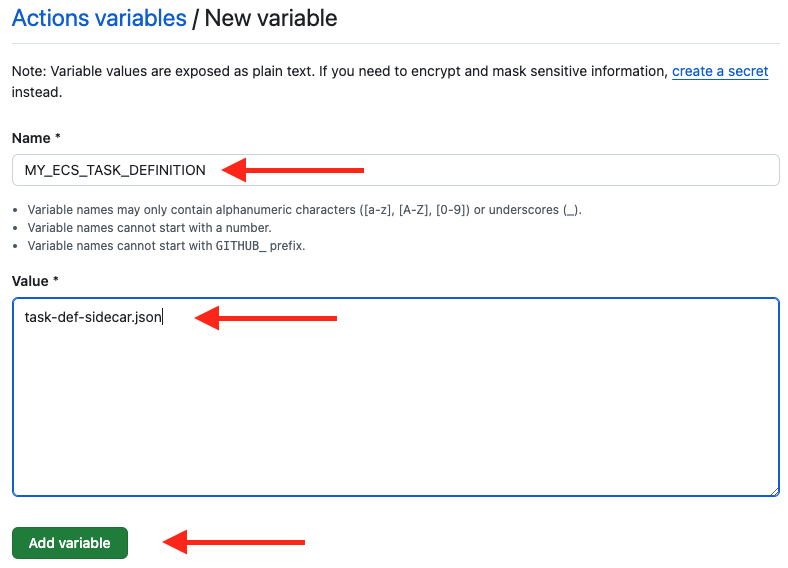 Actions variables / New variable
Note: Variable values are exposed as plain text. If you need to encrypt and mask sensitive information, create a secret
instead.
Name *
MY_ECS_TASK_DEFINITION
• Variable names may only contain alphanumeric characters ([a-z], [A-Z], [0-9]) or underscores (_).
• Variable names cannot start with a number.
• Variable names cannot start with GITHUB_ prefix.
Value *
task-def-sidecar.json
Add variable